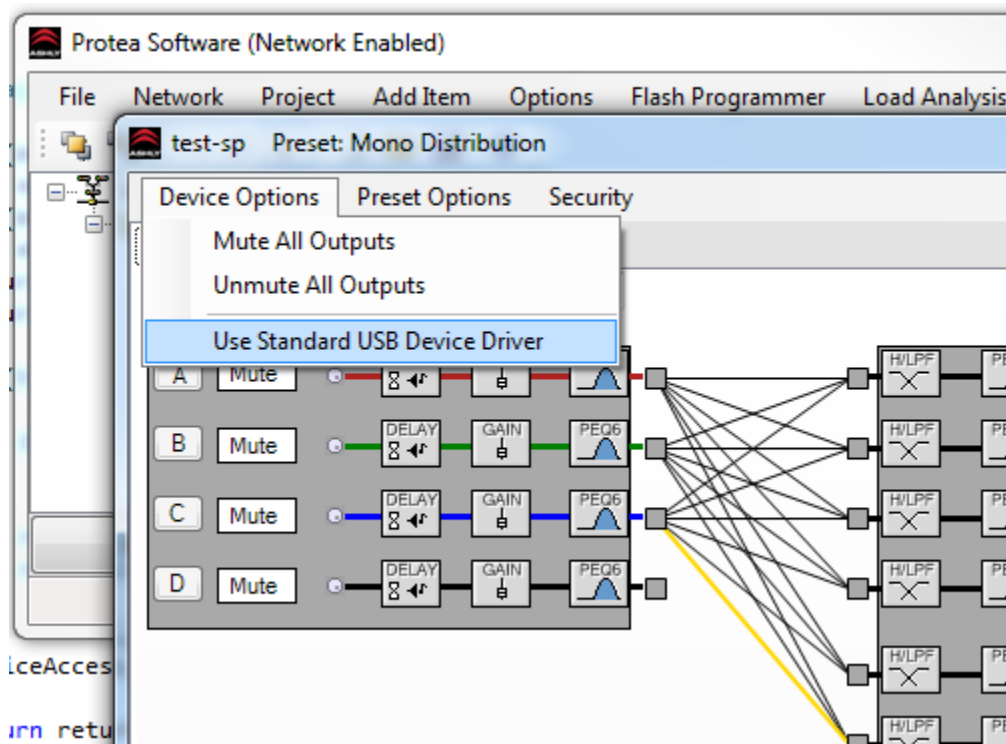 ASHLY
Protea Software (Network Enabled)
File Network Project Add Item Options Flash Programmer Load Analysis
ASHLY
test-sp Preset: Mono Distribution
Device Options Preset Options Security
Mute All Outputs
Unmute All Outputs
Use Standard USB Device Driver
A Mute
H/LPF
B Mute DELAY GAIN PEQ6 H/LPF
C Mute DELAY GAIN PEQ6 H/LPF
D Mute DELAY GAIN PEQ6 H/LPF
H/LPF
H/LPF
iceAcces
urn retu